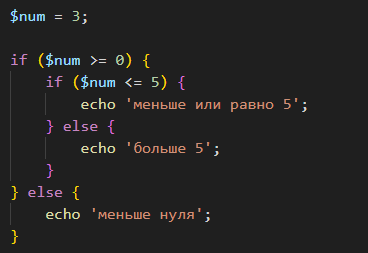 $num = 3;

if ($num >= 0) {
    if ($num <= 5) {
        echo 'меньше или равно 5';
    } else {
        echo 'больше 5';
    }
} else {
    echo 'меньше нуля';
}